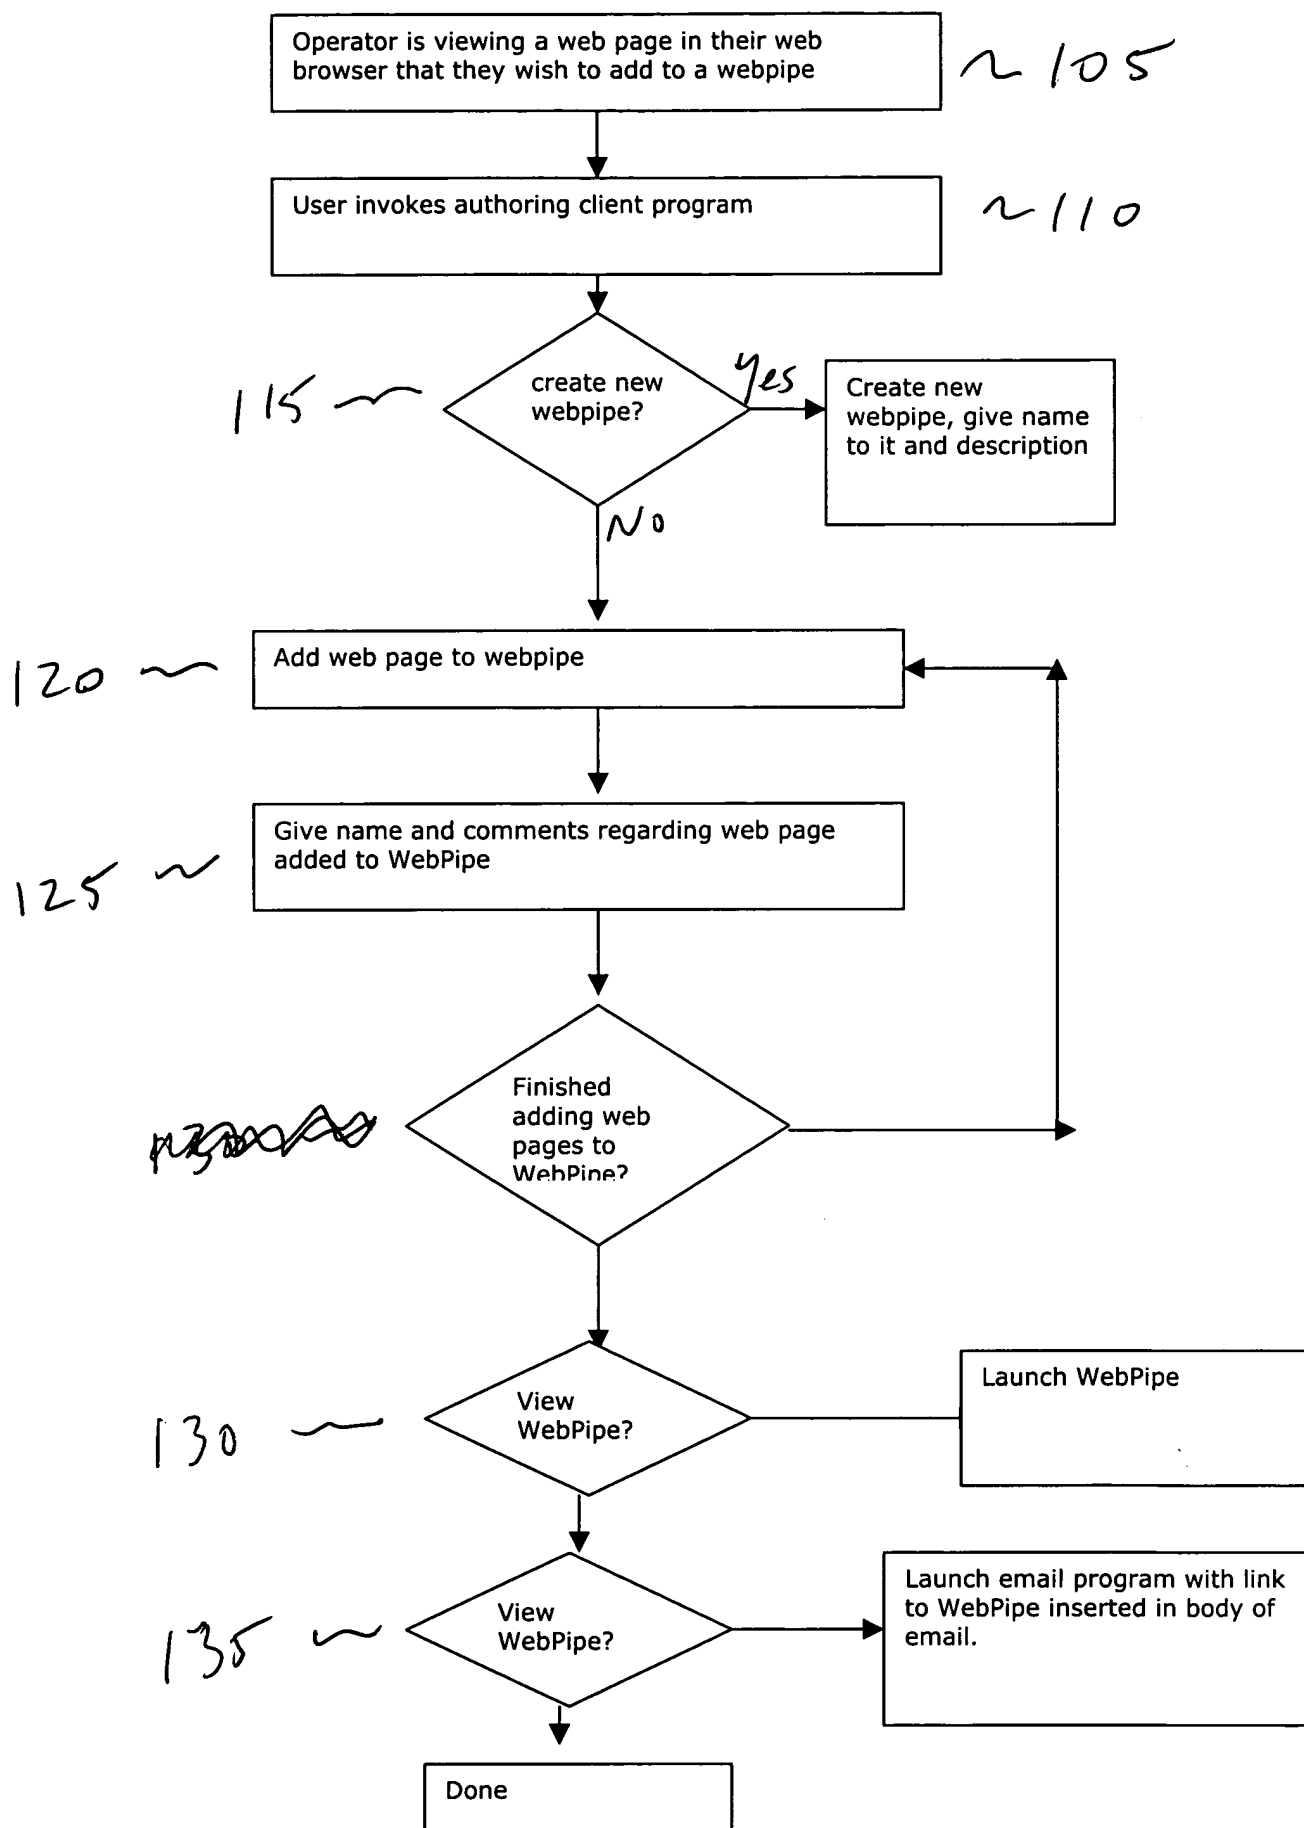 Operator is viewing a web page in their web
browser that they wish to add to a webpipe
~105
User invokes authoring client program
~110
115 ~
create new
webpipe?
Yes
Create new
webpipe, give name
to it and description
No
120 ~
Add web page to webpipe
125 ~
Give name and comments regarding web page
added to WebPipe
Finished
adding web
pages to
WebPipe?
130 ~
View
WebPipe?
Launch WebPipe
135 ~
View
WebPipe?
Launch email program with link
to WebPipe inserted in body of
email.
Done